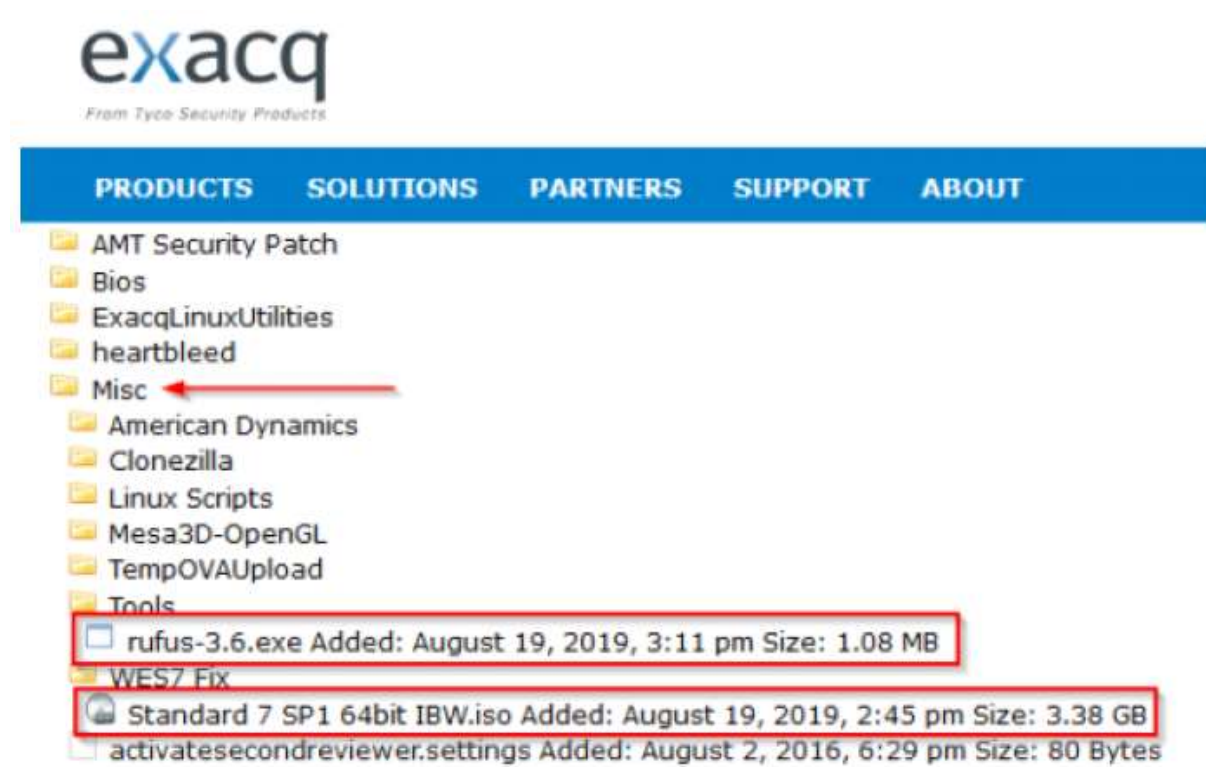 exacq
From Tyco Security Products
PRODUCTS SOLUTIONS PARTNERS SUPPORT ABOUT
AMT Security Patch
Bios
ExacqLinuxUtilities
heartbleed
Misc
American Dynamics
Clonezilla
Linux Scripts
Mesa3D-OpenGL
TempOVAUpload
Tools
rufus-3.6.exe Added: August 19, 2019, 3:11 pm Size: 1.08 MB
WES7 Fix
Standard 7 SP1 64bit IBW.iso Added: August 19, 2019, 2:45 pm Size: 3.38 GB
activatesecondreviewer.settings Added: August 2, 2016, 6:29 pm Size: 80 Bytes